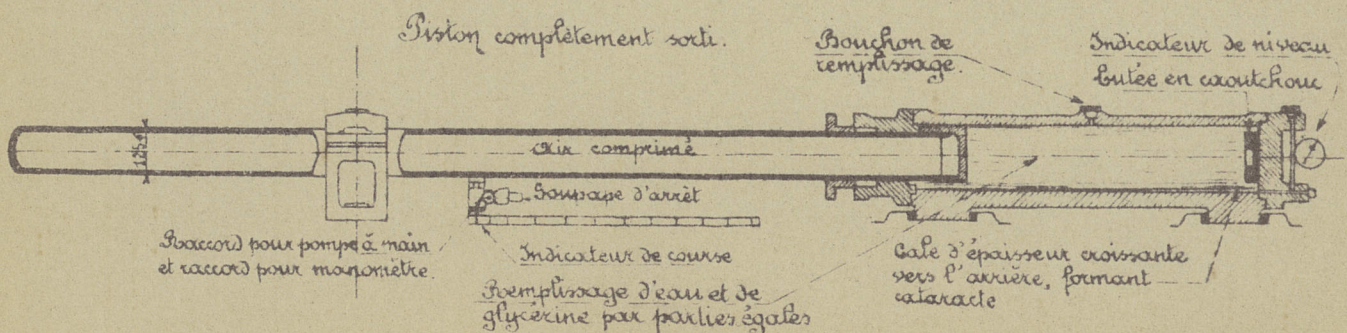 Piston complètement sorti.
Bouchon de
remplissage.
Indicateur de niveau
butée en caoutchouc
125
Air comprimé
Soupape d'arrêt
Raccord pour pompe à main
et raccord pour manomètre.
Indicateur de course
Remplissage d'eau et de
glycérine par parties égales
Cale d'épaisseur croissante
vers l'arrière, formant
cataracte